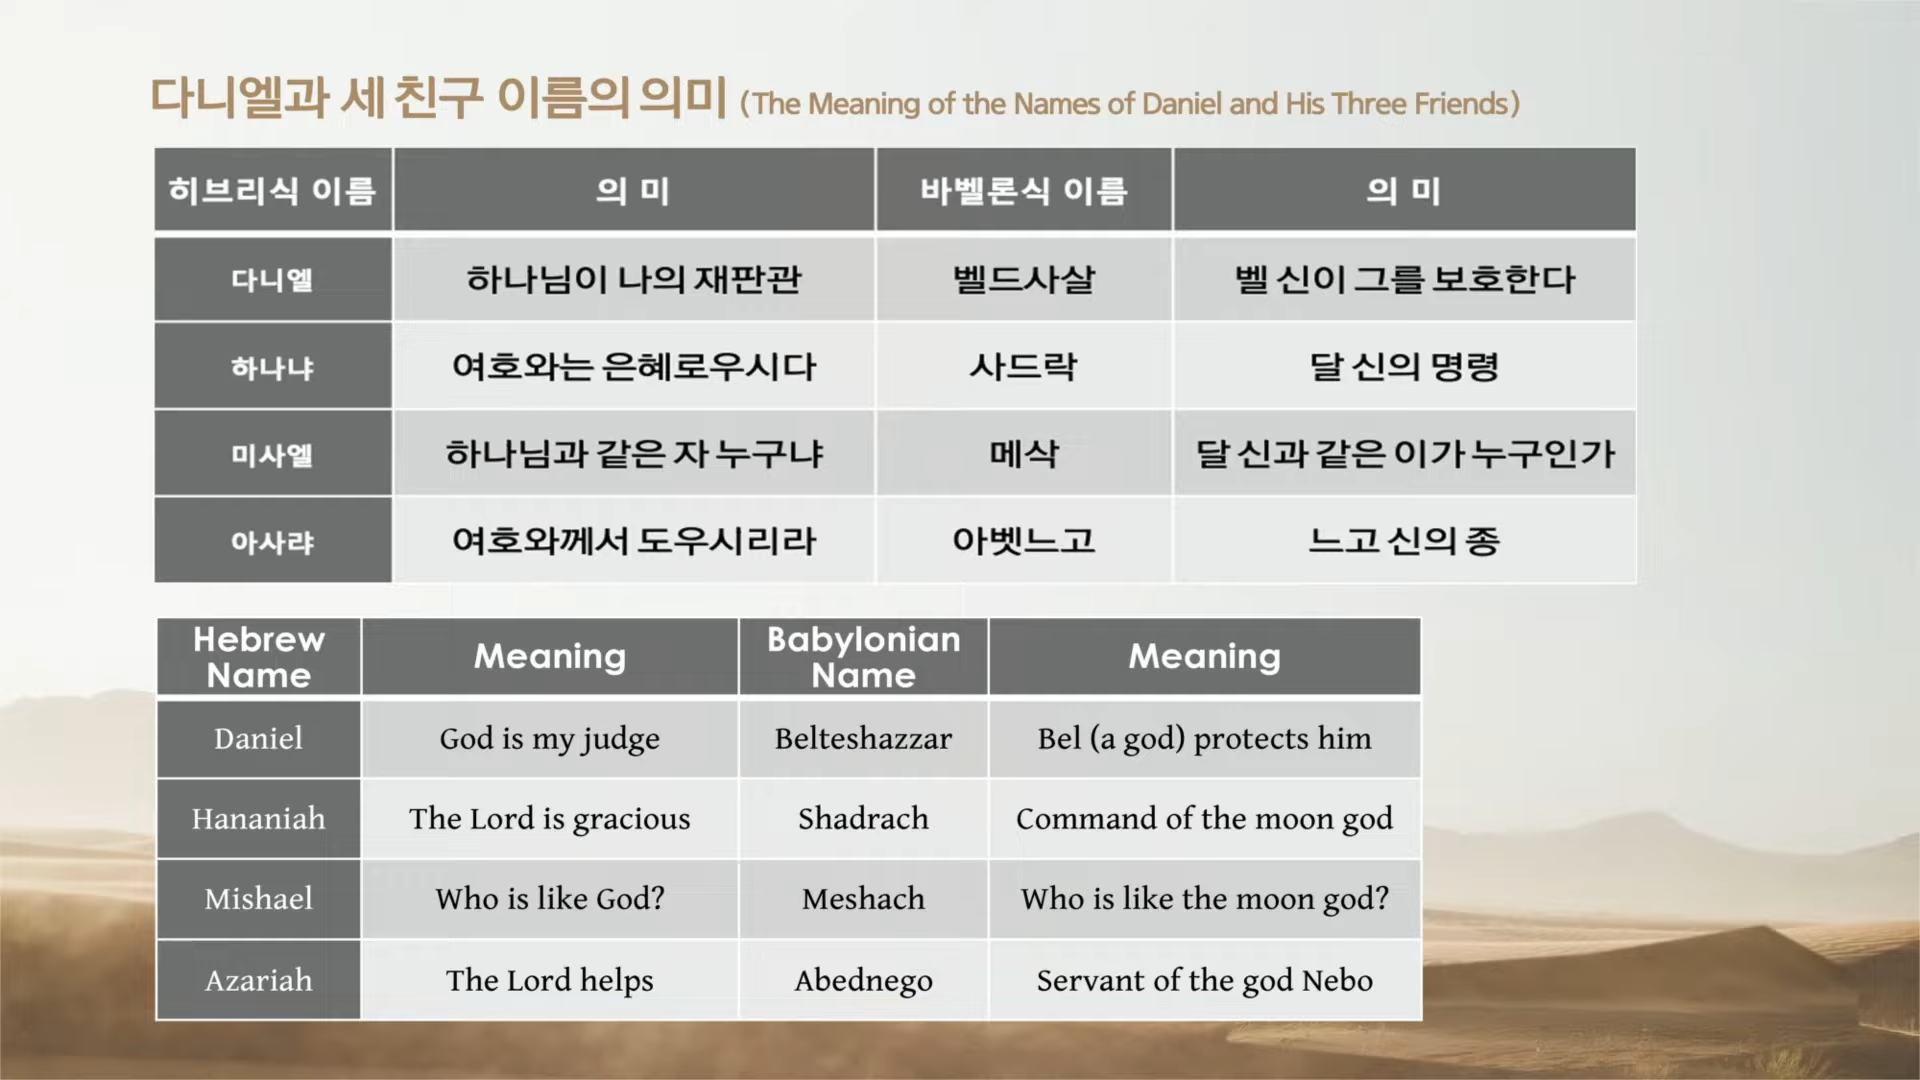 다니엘과 세 친구 이름의 의미 (The Meaning of the Names of Daniel and His Three Friends)
히브리식 이름 의 미 바벨론식 이름 의 미
다니엘 하나님이 나의 재판관 벨드사살 벨 신이 그를 보호한다
하나냐 여호와는 은혜로우시다 사드락 달 신의 명령
미사엘 하나님과 같은 자 누구냐 메삭 달 신과 같은 이가 누구인가
아사랴 여호와께서 도우시리라 아벳느고 느고 신의 종
Hebrew Name Meaning Babylonian Name Meaning
Daniel God is my judge Belteshazzar Bel (a god) protects him
Hananiah The Lord is gracious Shadrach Command of the moon god
Mishael Who is like God? Meshach Who is like the moon god?
Azariah The Lord helps Abednego Servant of the god Nebo